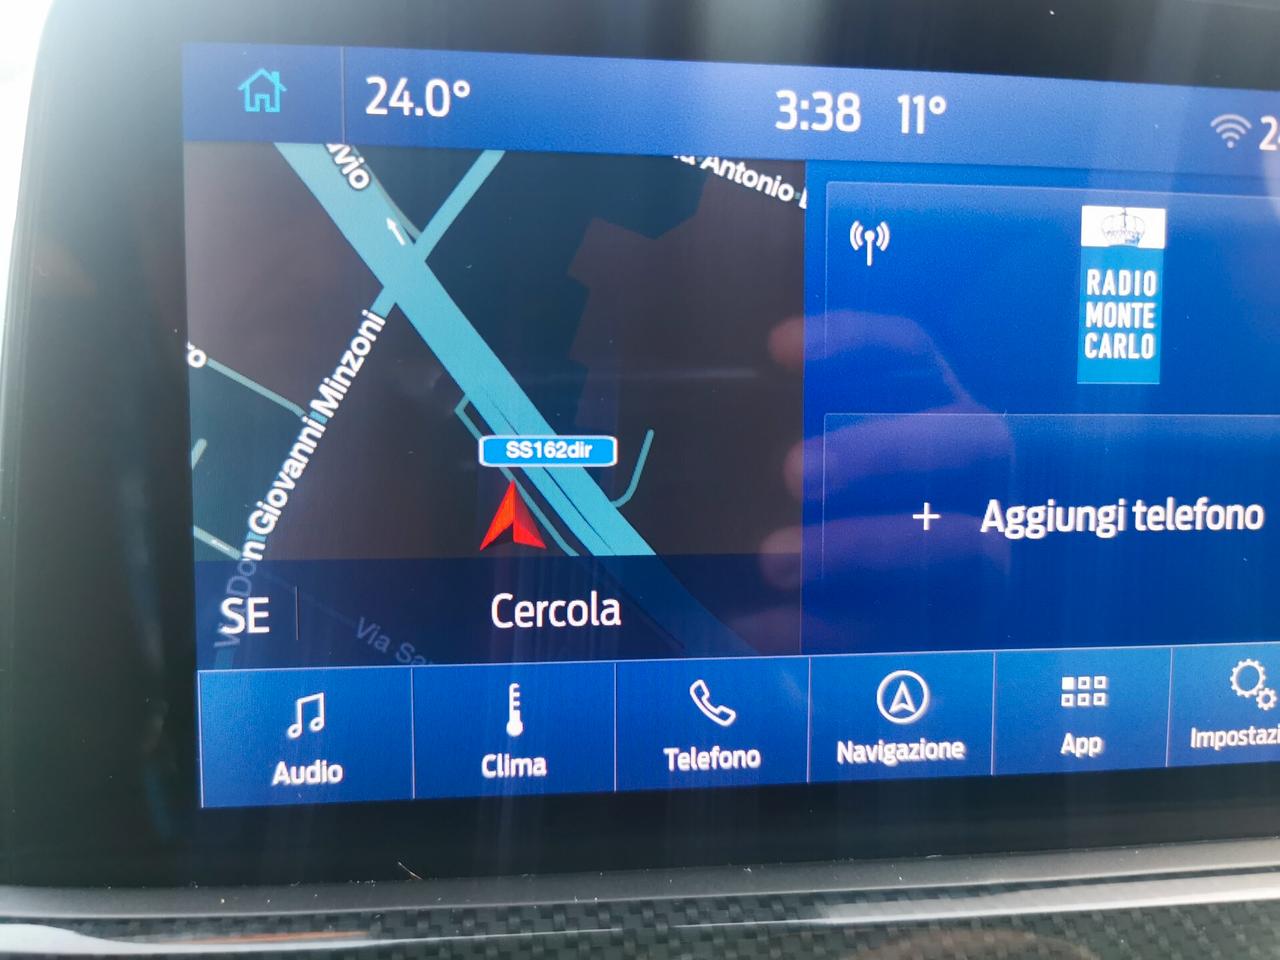 24.0°
3:38
11°
Antonio
RADIO
MONTE
CARLO
Don Giovanni Minzoni
SS162dir
+ Aggiungi telefono
SE
Cercola
Via
Audio
Clima
Telefono
Navigazione
App